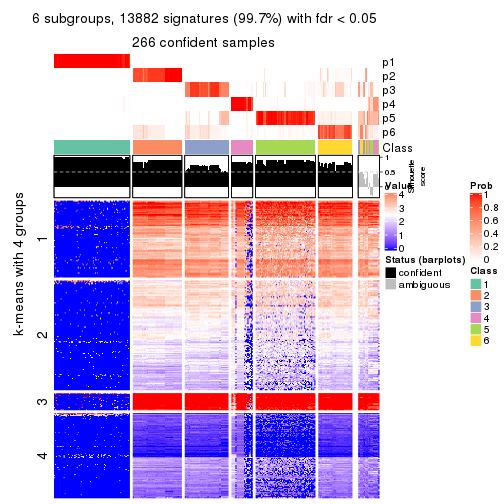 6 subgroups, 13882 signatures (99.7%) with fdr < 0.05
266 confident samples
p1
p2
p3
p4
p5
p6
Class
1
0.5
0
Silhouette
score
k-means with 4 groups
1
2
3
4
Value
4
3
2
1
0
Status (barplots)
confident
ambiguous
Prob
1
0.8
0.6
0.4
0.2
0
Class
1
2
3
4
5
6